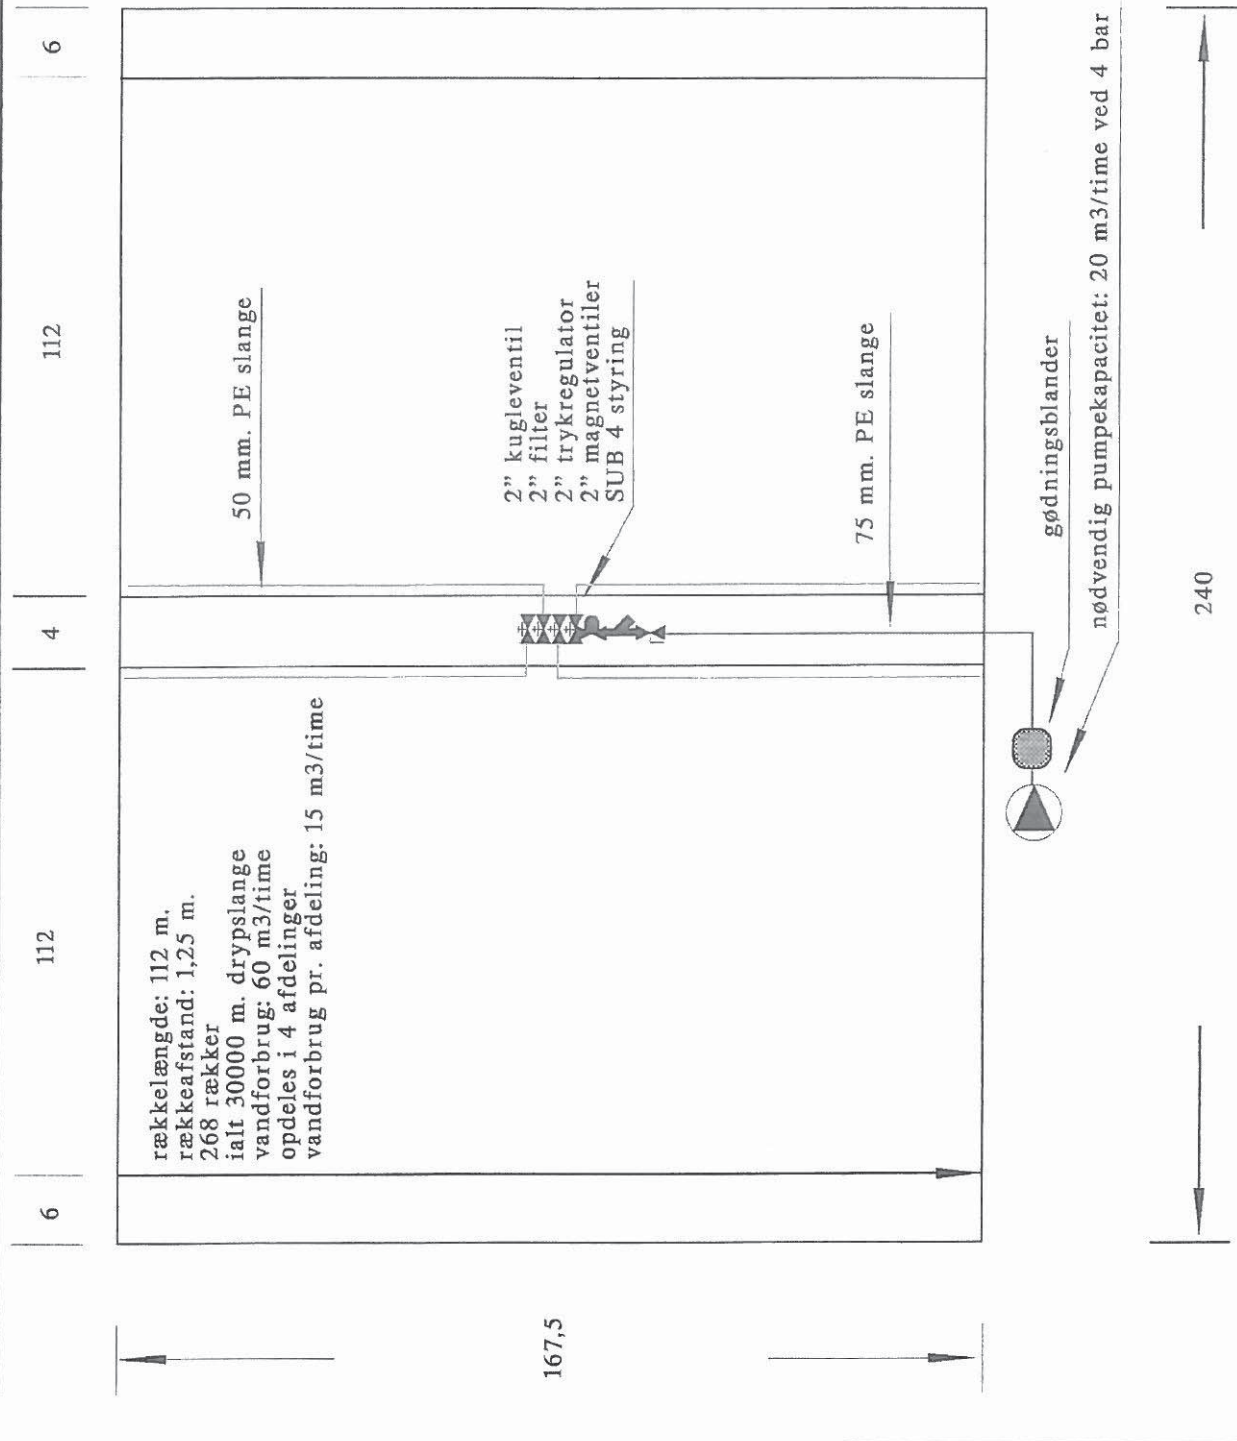 6
112
4
112
6
50 mm. PE slange
2” kugleventil
2” filter
2” trykregulator
2” magnetventiler
SUB 4 styring
75 mm. PE slange
rækkelængde: 112 m.
rækkeafstand: 1,25 m.
268 rækker
ialt 30000 m. drypslange
vandforbrug: 60 m3/time
opdeles i 4 afdelinger
vandforbrug pr. afdeling: 15 m3/time
gødningsblander
nødvendig pumpekapacitet: 20 m3/time ved 4 bar
240
167,5